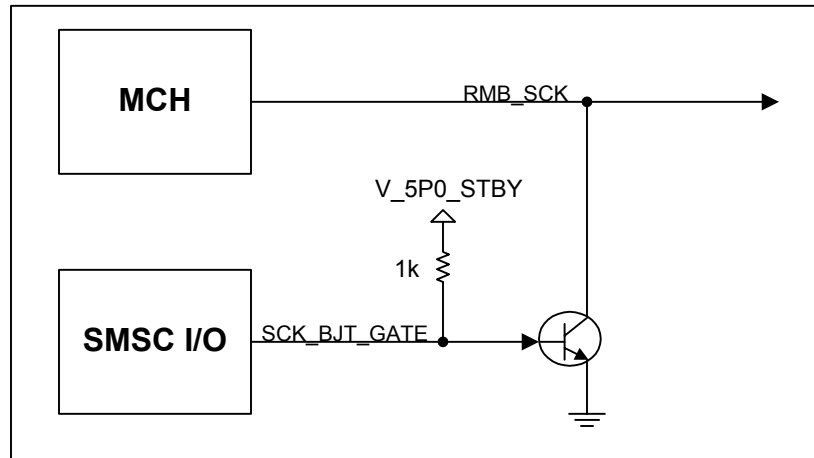 MCH
RMB_SCK
V_5P0_STBY
1k
SMSC I/O
SCK_BJT_GATE